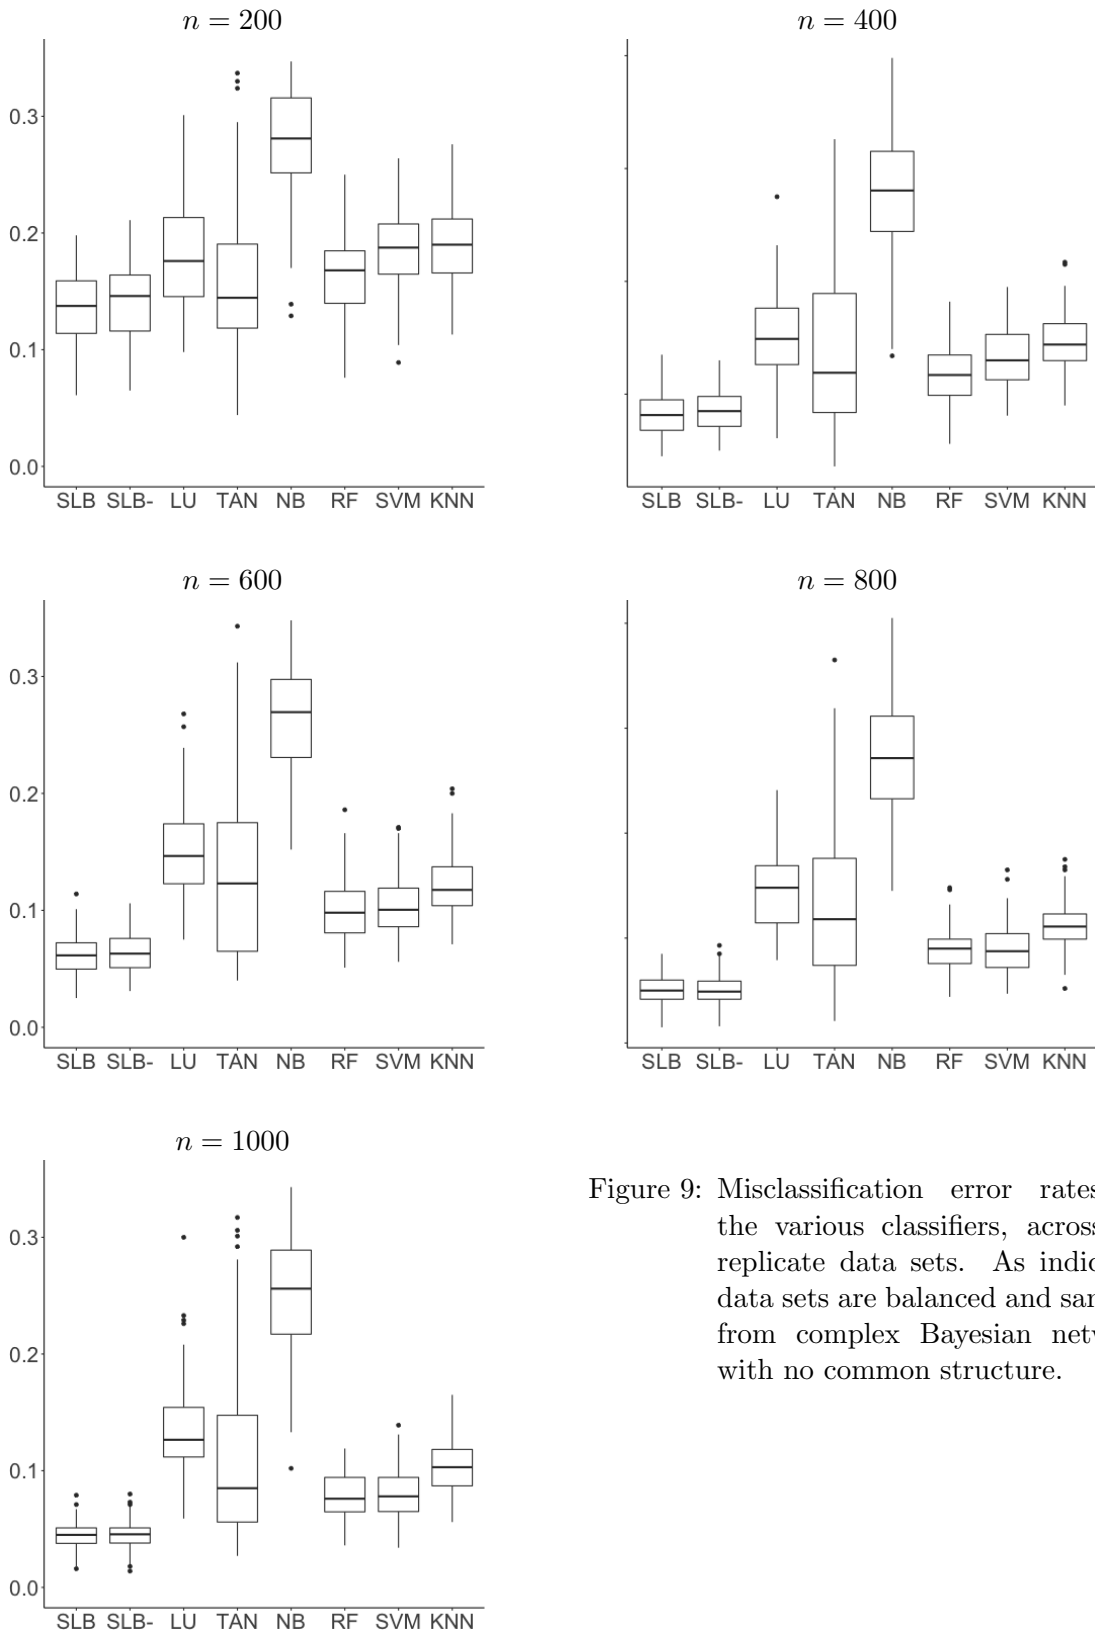 n = 200
0.3
0.2
0.1
0.0
SLB SLB- LU TAN NB RF SVM KNN
n = 400
SLB SLB- LU TAN NB RF SVM KNN
n = 600
0.3
0.2
0.1
0.0
SLB SLB- LU TAN NB RF SVM KNN
n = 800
SLB SLB- LU TAN NB RF SVM KNN
n = 1000
0.3
0.2
0.1
0.0
SLB SLB- LU TAN NB RF SVM KNN
Figure 9: Misclassification error rates
the various classifiers, across
replicate data sets. As
data sets are balanced and
from complex Bayesian
with no common structure.